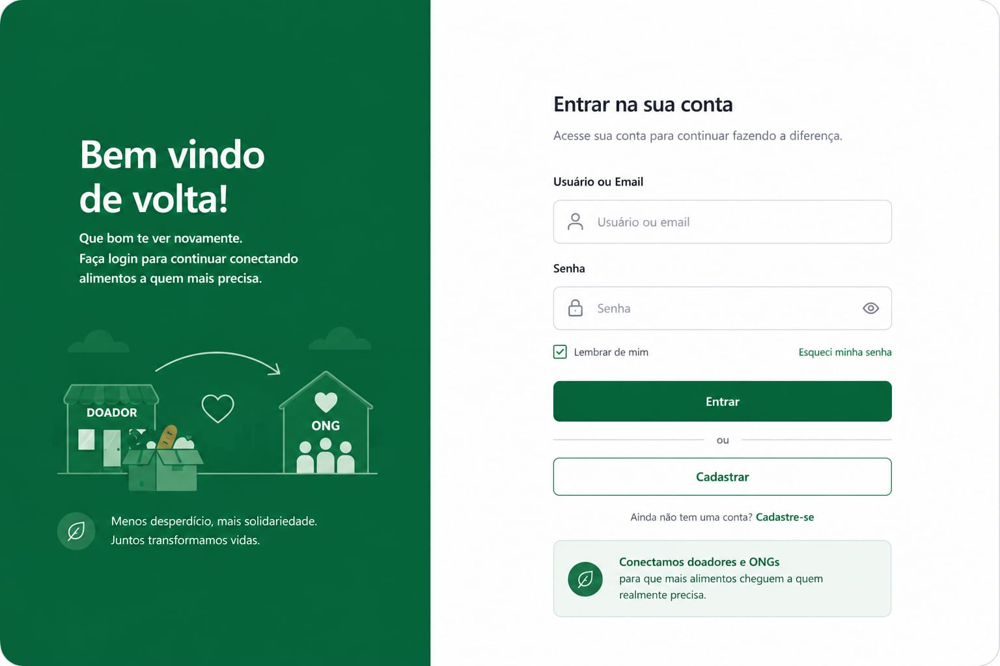 Bem vindo
de volta!
Que bom te ver novamente.
Faça login para continuar conectando
alimentos a quem mais precisa.
DOADOR
ONG
Menos desperdício, mais solidariedade.
Juntos transformamos vidas.
Entrar na sua conta
Acesse sua conta para continuar fazendo a diferença.
Usuário ou Email
Usuário ou email
Senha
Senha
Lembrar de mim
Esqueci minha senha
Entrar
ou
Cadastrar
Ainda não tem uma conta? Cadastre-se
Conectamos doadores e ONGs
para que mais alimentos cheguem a quem
realmente precisa.